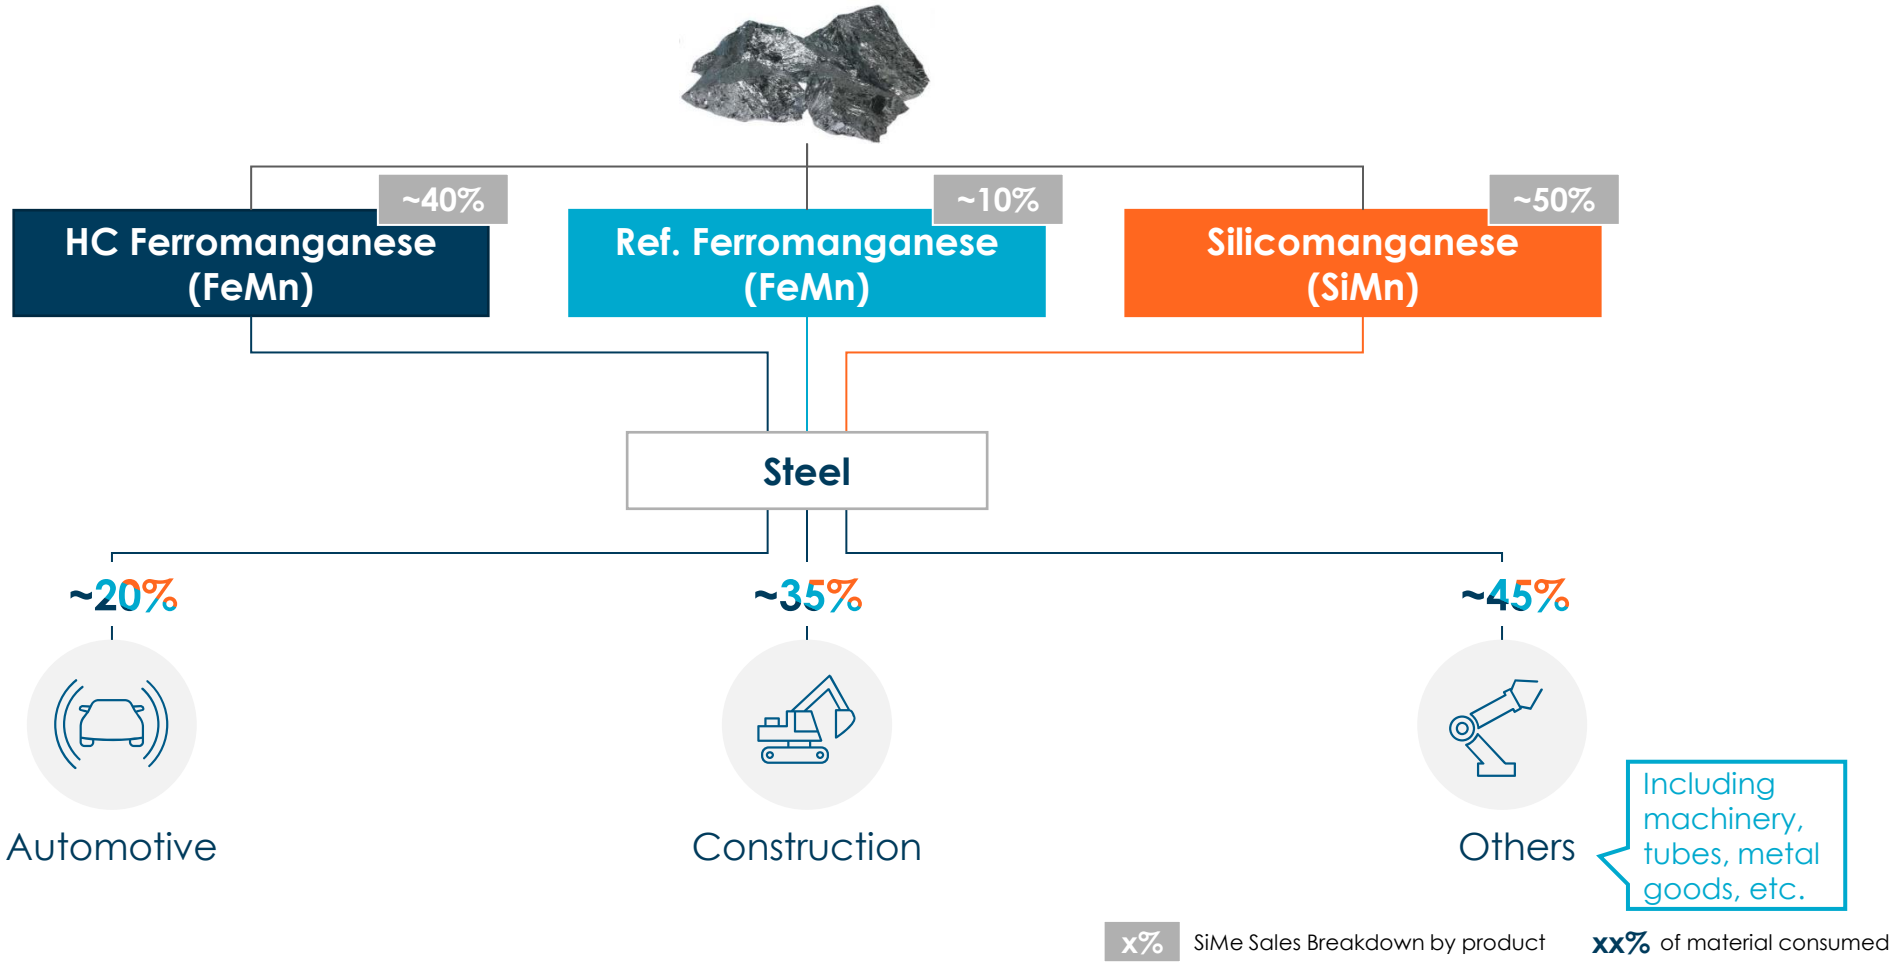 ~40%
~10%
~50%
HC Ferromanganese
(FeMn)
Ref. Ferromanganese
(FeMn)
Silicomanganese
(SiMn)
Steel
~20%
~35%
~45%
Automotive
Construction
Others
Including
machinery,
tubes, metal
goods, etc.
x% SiMe Sales Breakdown by product
xx% of material consumed